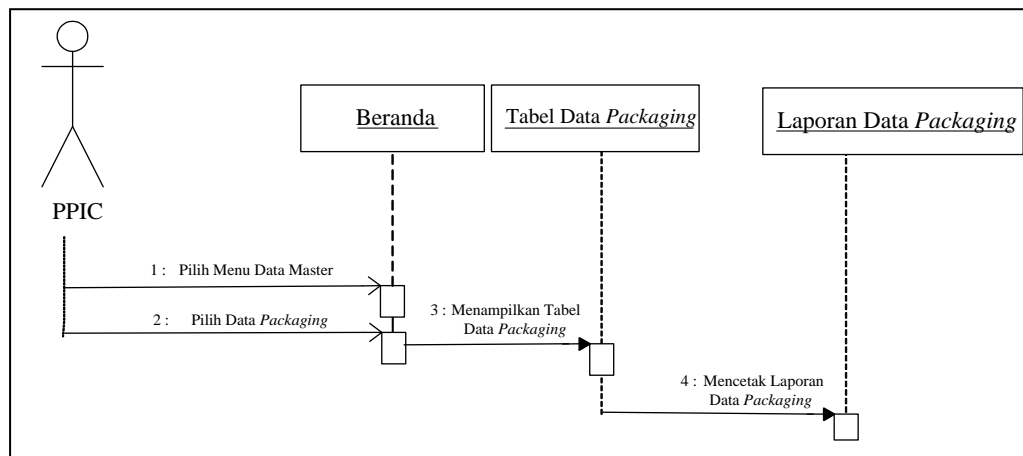 PPIC
Beranda
Tabel Data Packaging
Laporan Data Packaging
1 : Pilih Menu Data Master
2 : Pilih Data Packaging
3 : Menampilkan Tabel
Data Packaging
4 : Mencetak Laporan
Data Packaging